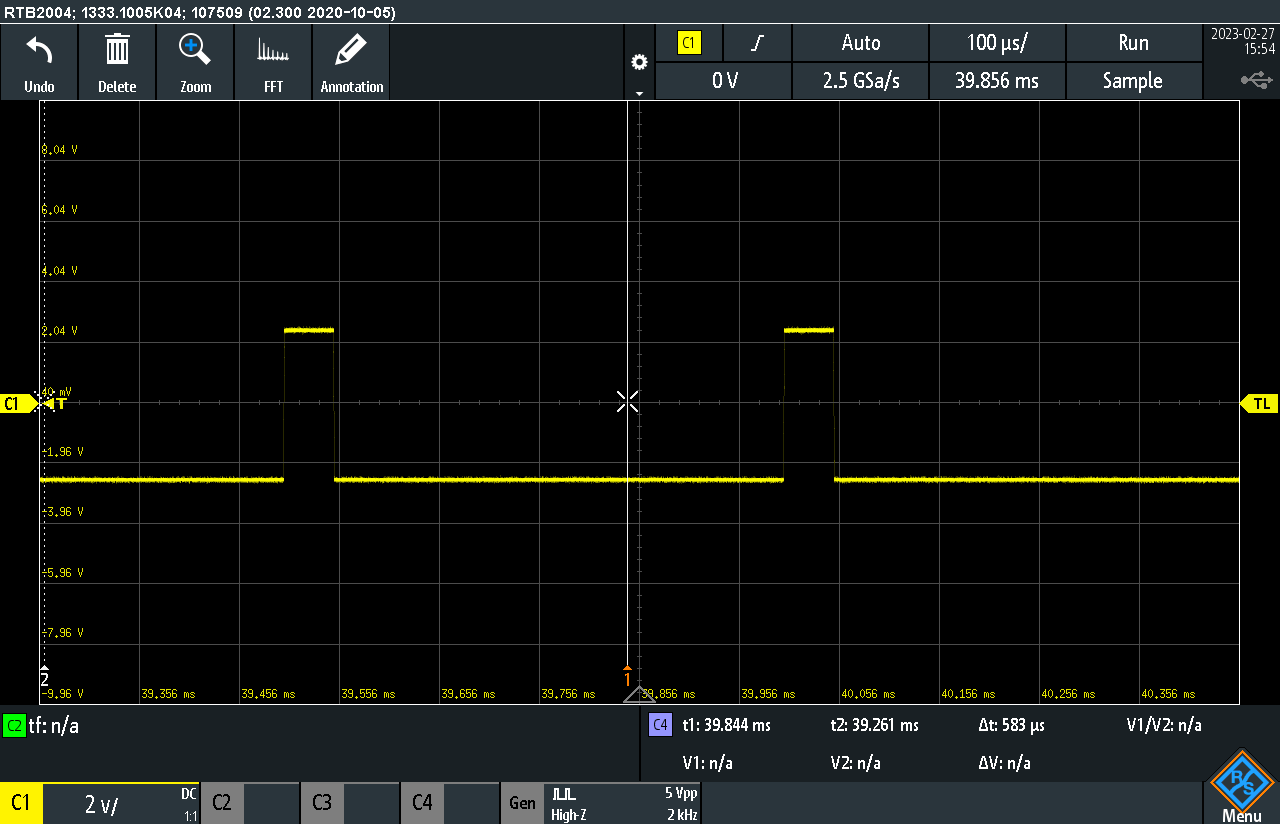 RTB2004; 1333.1005K04; 107509 (02.300 2020-10-05)
Undo Delete Zoom FFT Annotation
C1 Auto 100 µs/ Run
0 V 2.5 GSa/s 39.856 ms Sample
2023-02-27
15:54
8.04 V
6.04 V
4.04 V
2.04 V
40 mV
C1 T TL
-1.96 V
-3.96 V
-5.96 V
-7.96 V
2 1
-9.96 V 39.356 ms 39.456 ms 39.556 ms 39.656 ms 39.756 ms 39.856 ms 39.956 ms 40.056 ms 40.156 ms 40.256 ms 40.356 ms
C2 tf: n/a
C4 t1: 39.844 ms t2: 39.261 ms Δt: 583 µs V1/V2: n/a
V1: n/a V2: n/a ΔV: n/a
C1 2 V/ DC 1:1 C2 C3 C4 Gen High-Z 5 Vpp 2 kHz
R&S
Menu